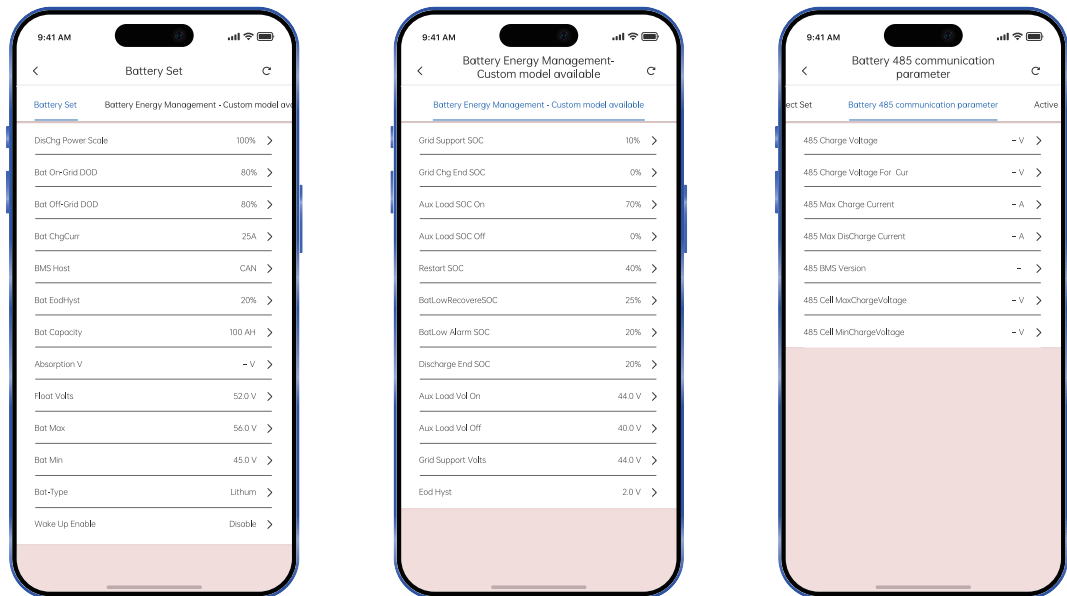 9:41 AM
Battery Set
Battery Set Battery Energy Management - Custom model ava
DisChg Power Scale 100%
Bat On-Grid DOD 80%
Bat Off-Grid DOD 80%
Bat ChgCurr 25A
BMS Host CAN
Bat EodHyst 20%
Bat Capacity 100 AH
Absorption V – V
Float Volts 52.0 V
Bat Max 56.0 V
Bat Min 45.0 V
Bat-Type Lithum
Wake Up Enable Disable
9:41 AM
Battery Energy Management-
Custom model available
Battery Energy Management - Custom model available
Grid Support SOC 10%
Grid Chg End SOC 0%
Aux Load SOC On 70%
Aux Load SOC Off 0%
Restart SOC 40%
BatLowRecovereSOC 25%
BatLow Alarm SOC 20%
Discharge End SOC 20%
Aux Load Vol On 44.0 V
Aux Load Vol Off 40.0 V
Grid Support Volts 44.0 V
Eod Hyst 2.0 V
9:41 AM
Battery 485 communication
parameter
ect Set Battery 485 communication parameter Active
485 Charge Voltage – V
485 Charge Voltage For Cur – V
485 Max Charge Current – A
485 Max DisCharge Current – A
485 BMS Version –
485 Cell MaxChargeVoltage – V
485 Cell MinChargeVoltage – V